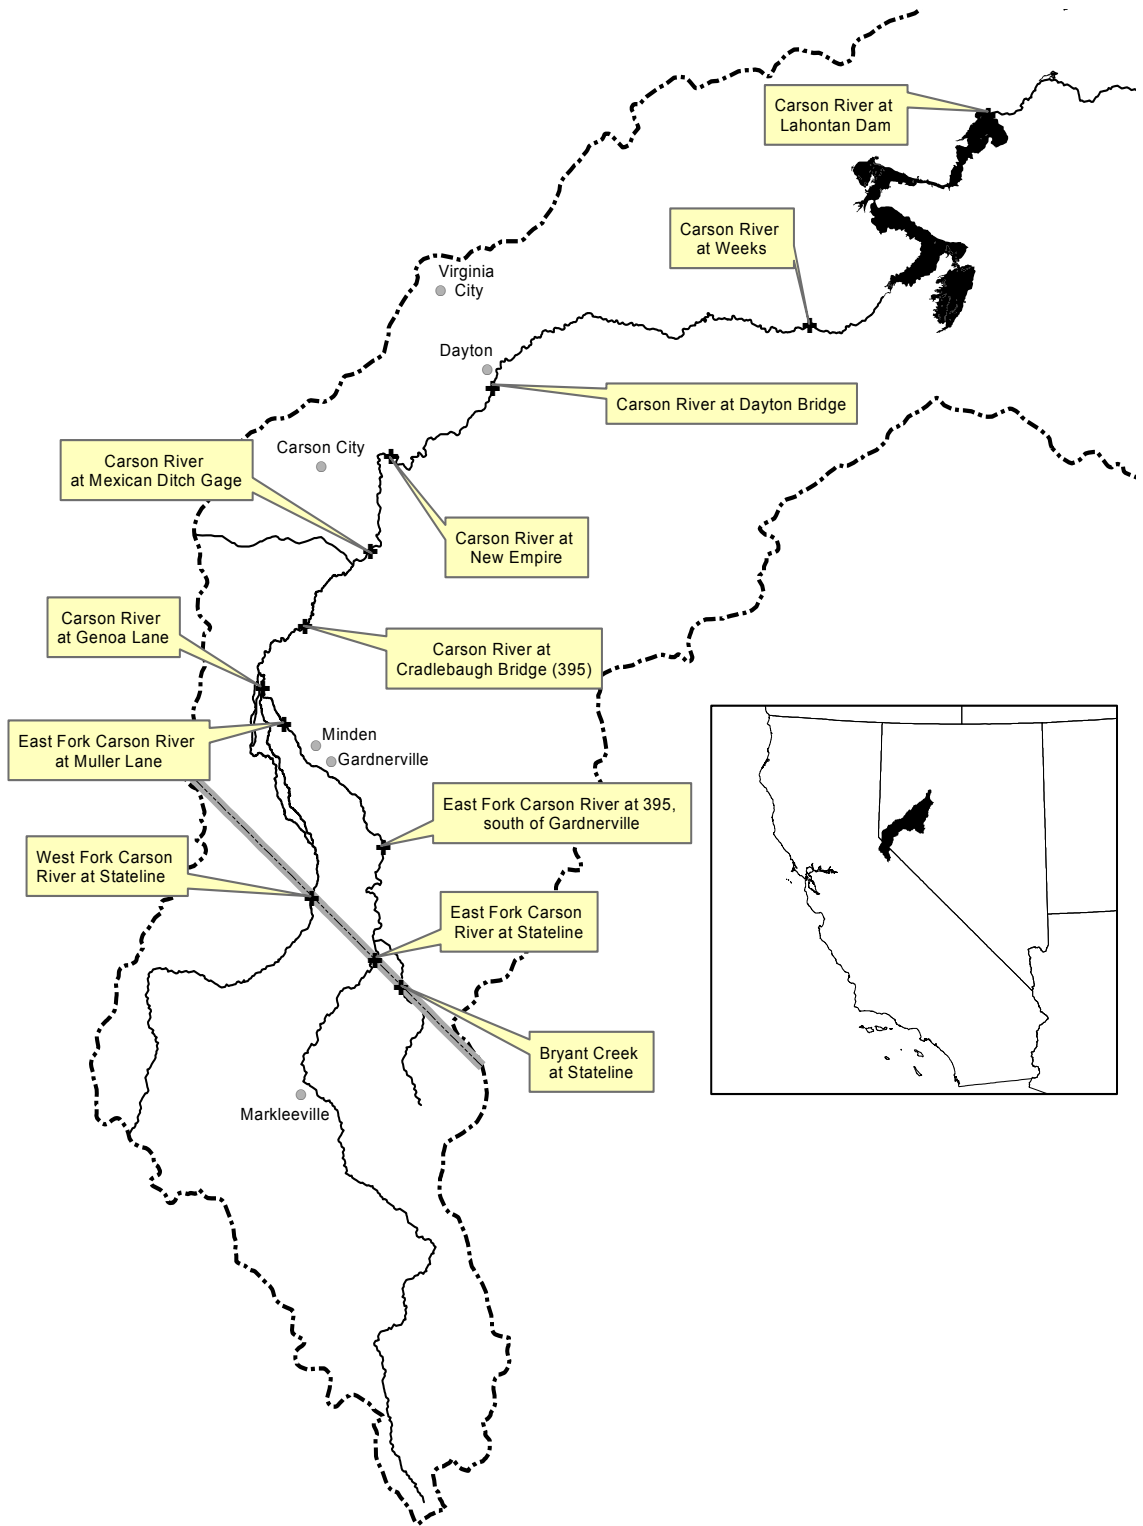 Carson River at
Lahontan Dam
Carson River
at Weeks
Virginia
City
Dayton
Carson River at Dayton Bridge
Carson City
Carson River
at Mexican Ditch Gage
Carson River at
New Empire
Carson River
at Genoa Lane
Carson River at
Cradlebaugh Bridge (395)
East Fork Carson River
at Muller Lane
Minden
Gardnerville
East Fork Carson River at 395,
south of Gardnerville
West Fork Carson
River at Stateline
East Fork Carson
River at Stateline
Bryant Creek
at Stateline
Markleeville